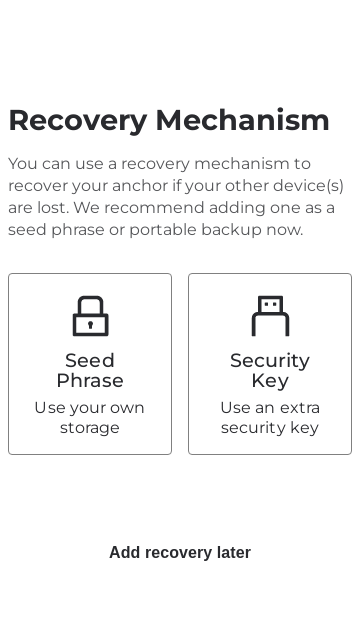 Recovery Mechanism
You can use a recovery mechanism to
recover your anchor if your other device(s)
are lost. We recommend adding one as a
seed phrase or portable backup now.
Seed
Phrase
Use your own
storage
Security
Key
Use an extra
security key
Add recovery later